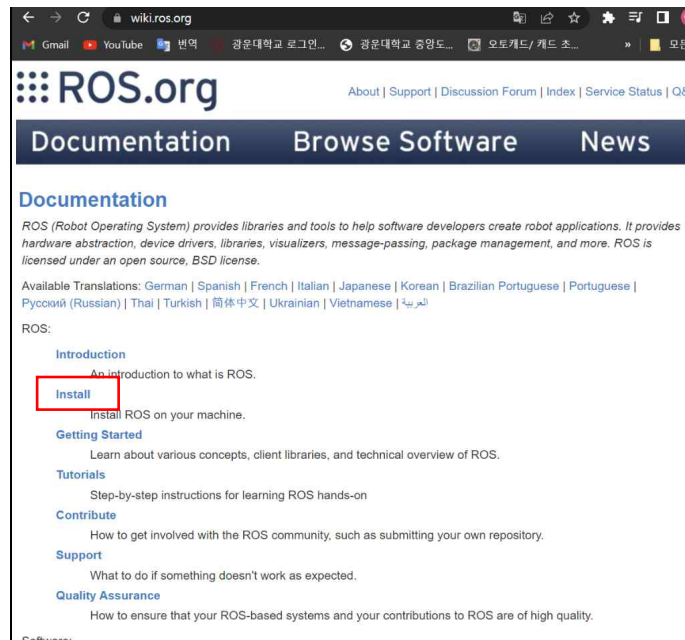 wiki.ros.org
Gmail YouTube 번역 광운대학교 로그인... 광운대학교 중앙도... 오토캐드/ 캐드 초... » 모든
ROS.org
About | Support | Discussion Forum | Index | Service Status | Q&
Documentation Browse Software News
Documentation
ROS (Robot Operating System) provides libraries and tools to help software developers create robot applications. It provides
hardware abstraction, device drivers, libraries, visualizers, message-passing, package management, and more. ROS is
licensed under an open source, BSD license.
Available Translations: German | Spanish | French | Italian | Japanese | Korean | Brazilian Portuguese | Portuguese |
Русский (Russian) | Thai | Turkish | 简体中文 | Ukrainian | Vietnamese | العربية
ROS:
Introduction
An introduction to what is ROS.
Install
Install ROS on your machine.
Getting Started
Learn about various concepts, client libraries, and technical overview of ROS.
Tutorials
Step-by-step instructions for learning ROS hands-on
Contribute
How to get involved with the ROS community, such as submitting your own repository.
Support
What to do if something doesn't work as expected.
Quality Assurance
How to ensure that your ROS-based systems and your contributions to ROS are of high quality.
Software: